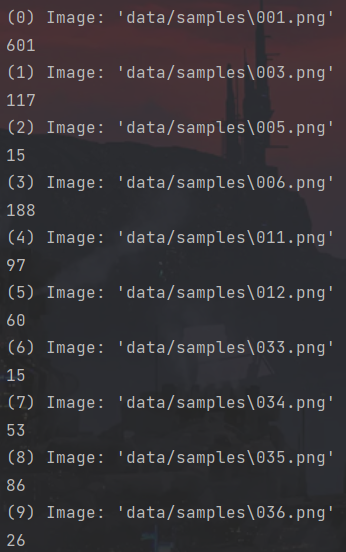 (0) Image: 'data/samples\001.png'
601
(1) Image: 'data/samples\003.png'
117
(2) Image: 'data/samples\005.png'
15
(3) Image: 'data/samples\006.png'
188
(4) Image: 'data/samples\011.png'
97
(5) Image: 'data/samples\012.png'
60
(6) Image: 'data/samples\033.png'
15
(7) Image: 'data/samples\034.png'
53
(8) Image: 'data/samples\035.png'
86
(9) Image: 'data/samples\036.png'
26